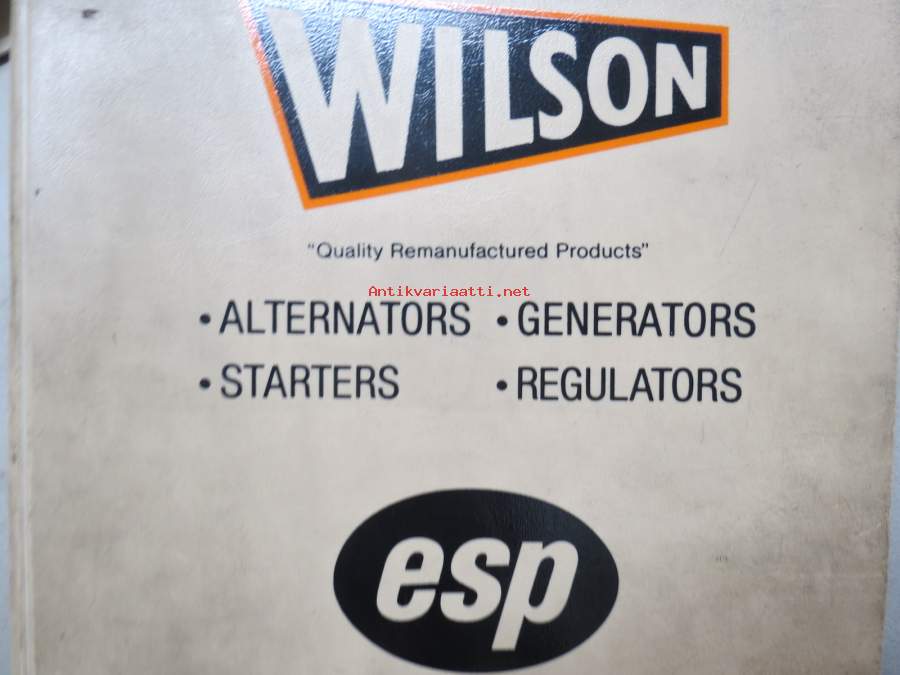 WILSON
"Quality Remanufactured Products"
Antikvariaatti.net
• ALTERNATORS • GENERATORS
• STARTERS • REGULATORS
esp